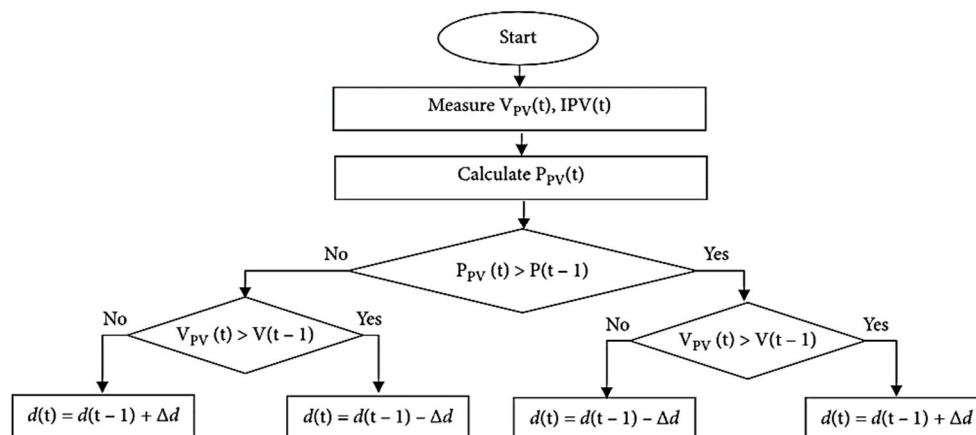 Start
Measure V_PV(t), IPV(t)
Calculate P_PV(t)
No
Yes
P_PV (t) > P(t − 1)
No
Yes
No
Yes
V_PV (t) > V(t − 1)
V_PV (t) > V(t − 1)
d(t) = d(t − 1) + Δd
d(t) = d(t − 1) − Δd
d(t) = d(t − 1) − Δd
d(t) = d(t − 1) + Δd